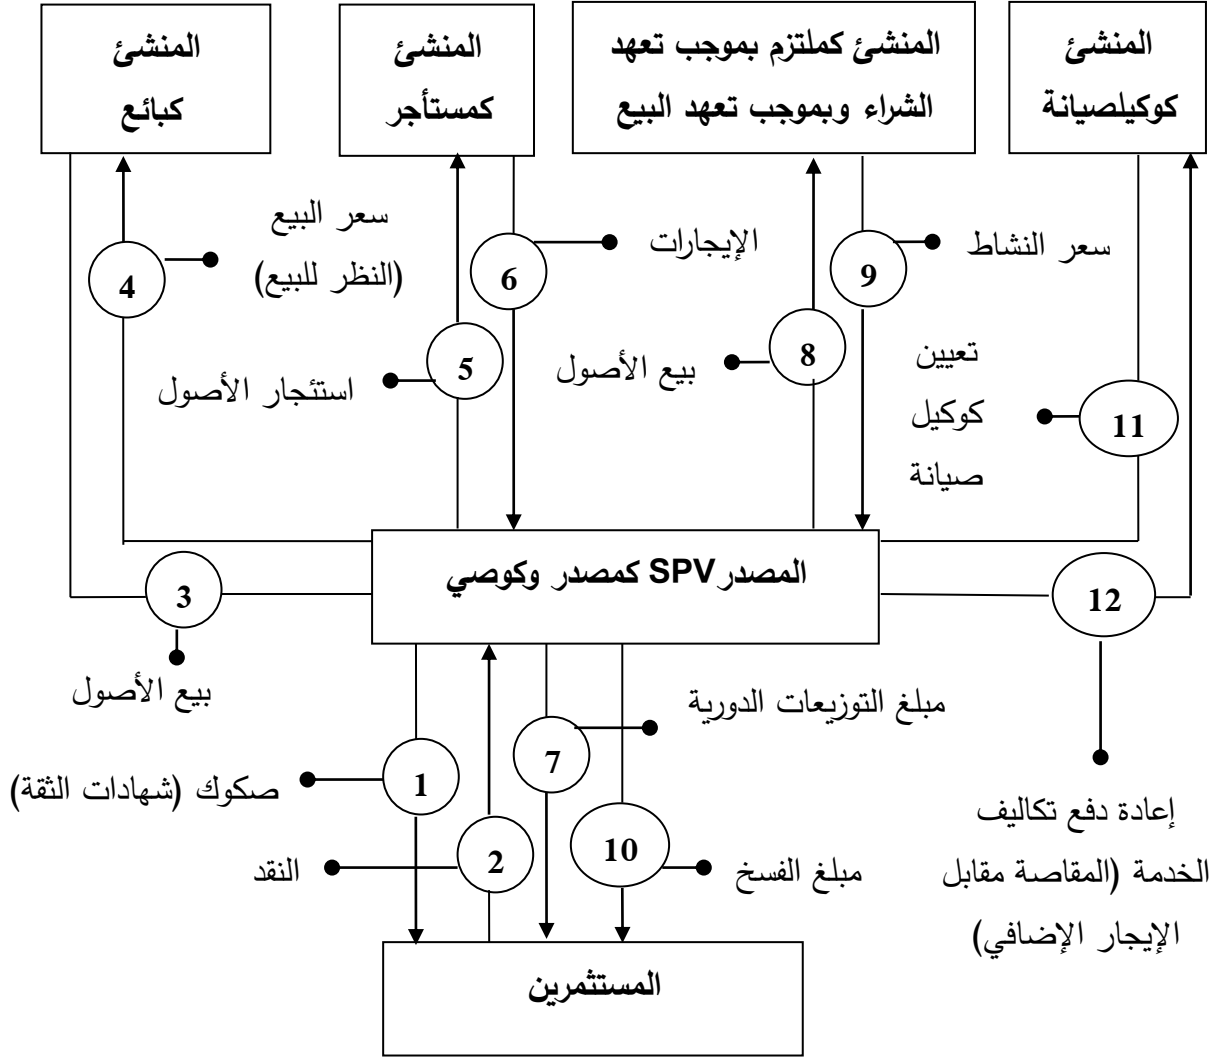 المنشئ
كوكيلصيانة
المنشئ كملتزم بموجب تعهد
الشراء وبموجب تعهد البيع
المنشئ
كمستأجر
المنشئ
كبائع
سعر البيع
(النظر للبيع)
4
الإيجارات
6
سعر النشاط
9
استئجار الأصول
5
بيع الأصول
8
تعيين
كوكيل
صيانة
11
المصدرSPV كمصدر وكوصي
3
بيع الأصول
12
إعادة دفع تكاليف
الخدمة (المقاصة مقابل
الإيجار الإضافي)
مبلغ التوزيعات الدورية
7
صكوك (شهادات الثقة)
1
النقد
2
10
مبلغ الفسخ
المستثمرين